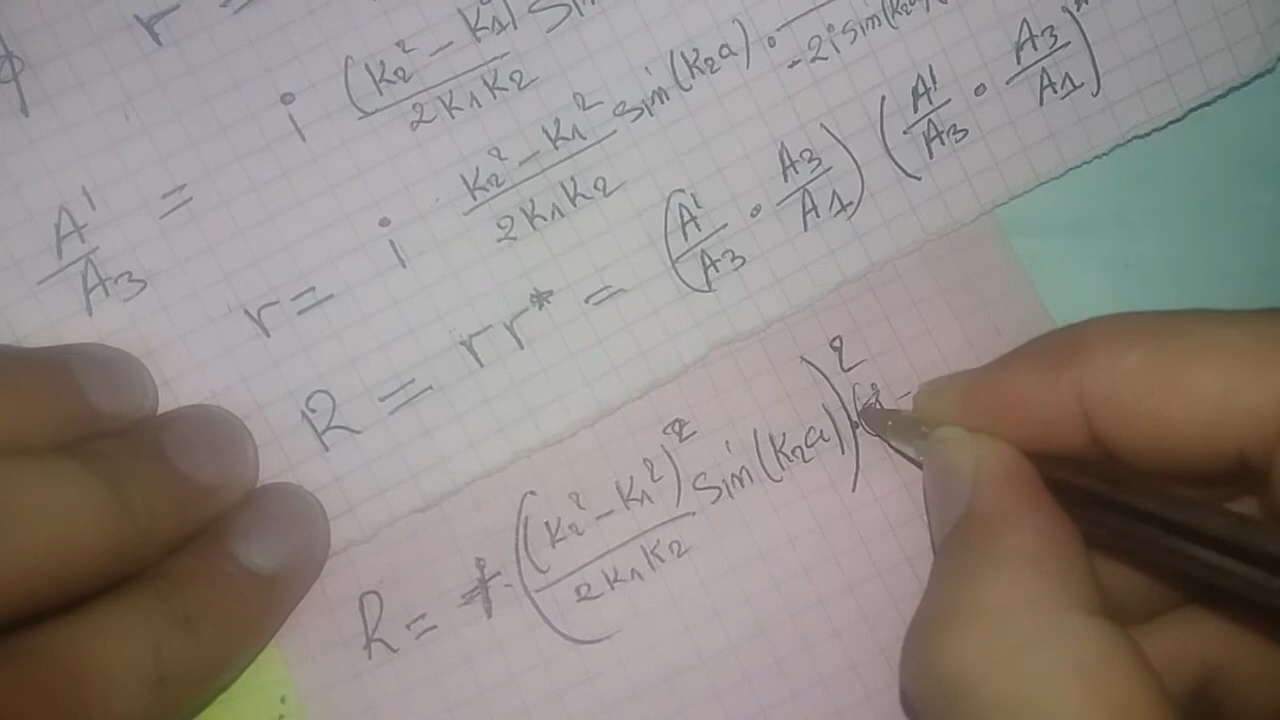 r =
A'/A3 = i (K2² - K1²)/2K1K2 sin
r = i (K2² - K1²)/2K1K2 sin(K2a) · /-2i sin(K2a)
R = rr* = (A'/A3 · A3/A1) (A'/A3 · A3/A1)*
R = ((K2² - K1²)²/2K1K2 sin(K2a))² · (